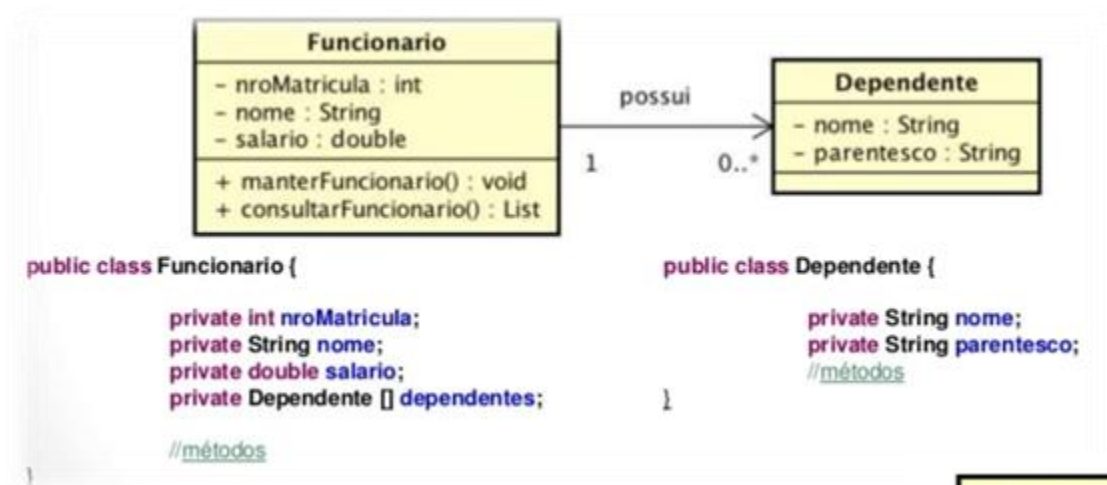 Funcionario
- nroMatricula : int
- nome : String
- salario : double
+ manterFuncionario() : void
+ consultarFuncionario() : List
possui
1
0..*
Dependente
- nome : String
- parentesco : String
public class Funcionario {
private int nroMatricula;
private String nome;
private double salario;
private Dependente [] dependentes;
//métodos
}
public class Dependente {
private String nome;
private String parentesco;
//métodos
}